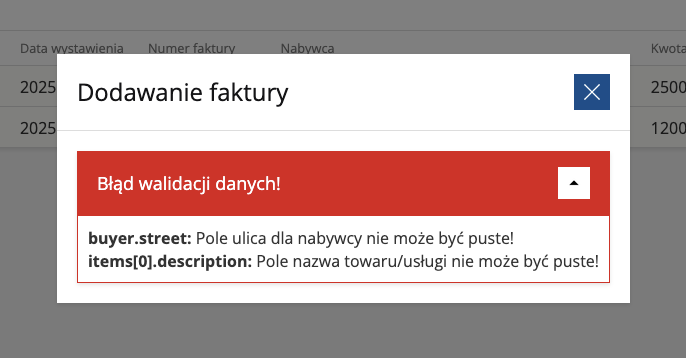 Data wystawienia Numer faktury Nabywca Kwota
2025 2500
2025 1200
Dodawanie faktury
Błąd walidacji danych!
buyer.street: Pole ulica dla nabywcy nie może być puste!
items[0].description: Pole nazwa towaru/usługi nie może być puste!